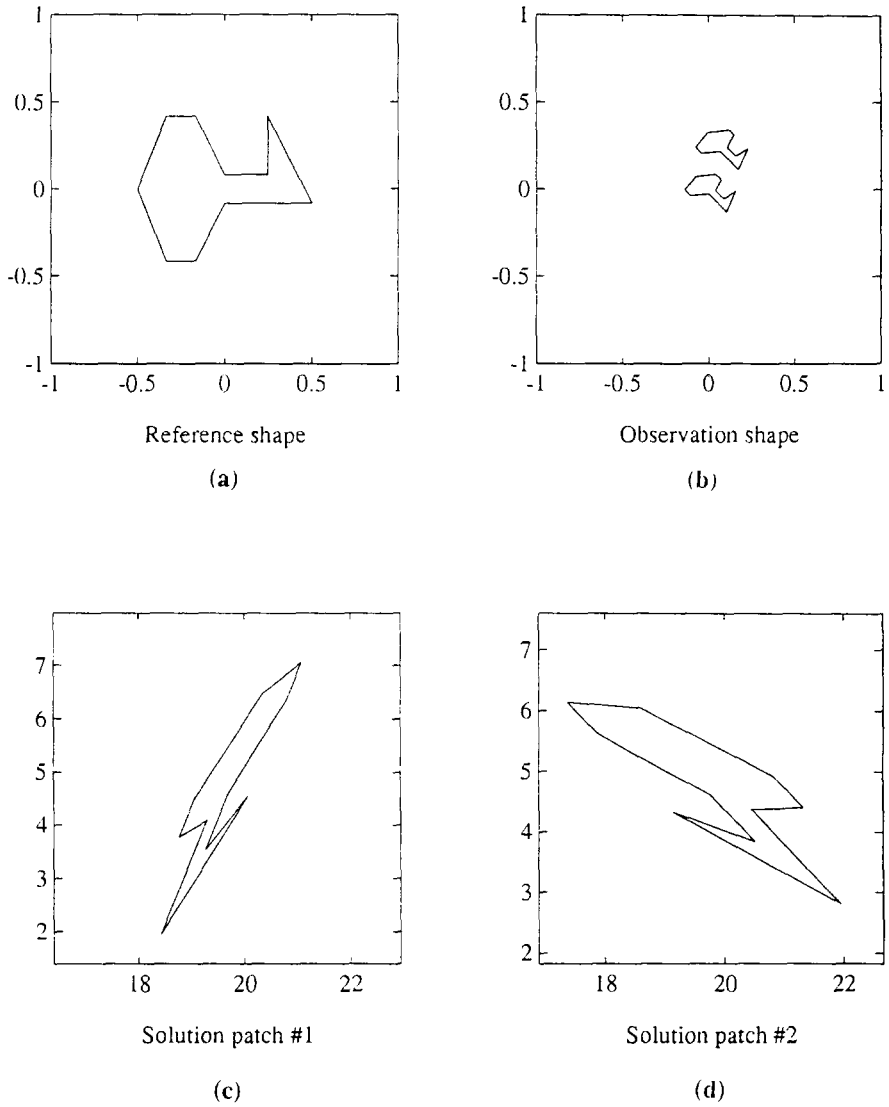 1
0.5
0
-0.5
-1
-1 -0.5 0 0.5 1
Reference shape
(a)
1
0.5
0
-0.5
-1
-1 -0.5 0 0.5 1
Observation shape
(b)
7
6
5
4
3
2
18 20 22
Solution patch #1
(c)
7
6
5
4
3
2
18 20 22
Solution patch #2
(d)